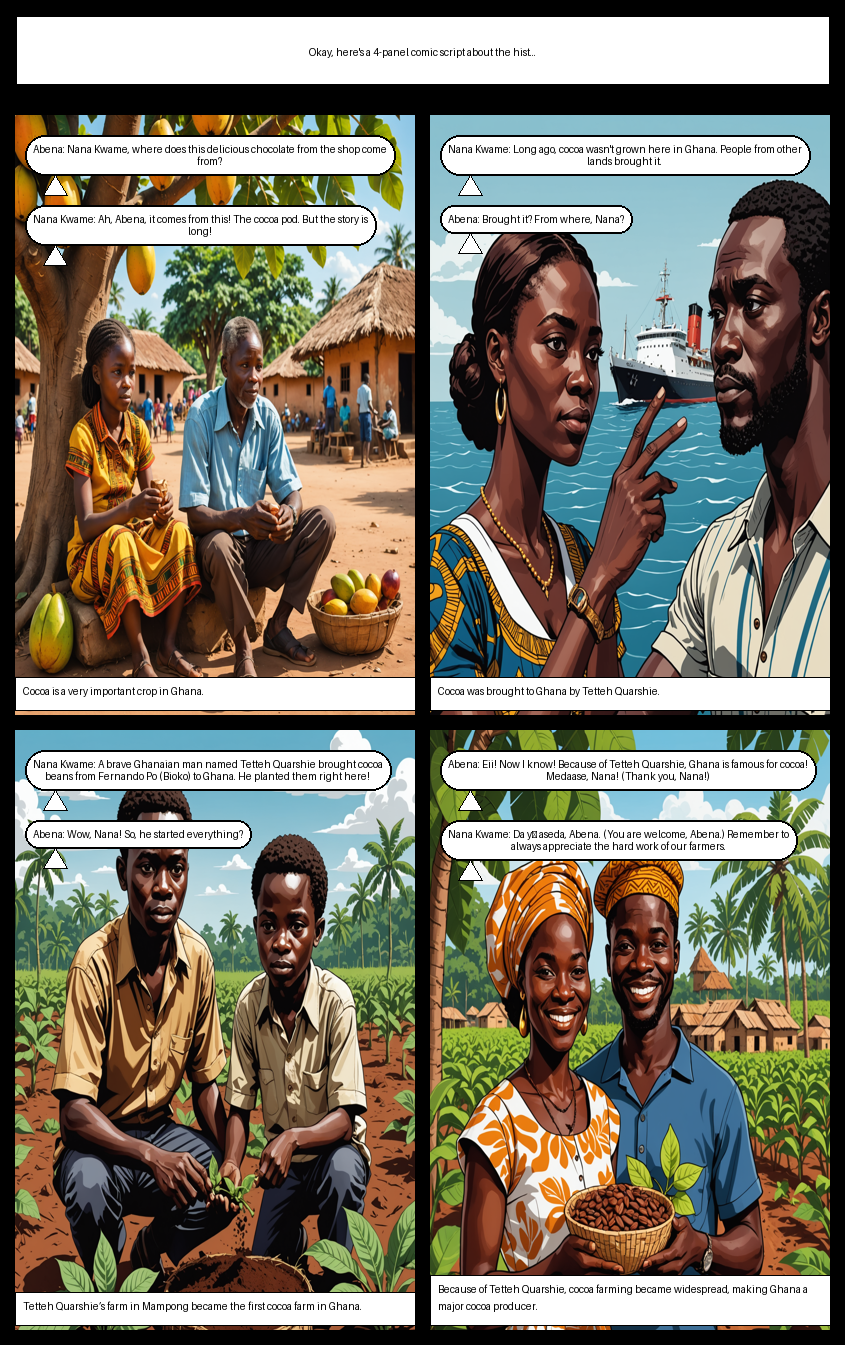 Okay, here's a 4-panel comic script about the hist...
Abena: Nana Kwame, where does this delicious chocolate from the shop come
from?
Nana Kwame: Ah, Abena, it comes from this! The cocoa pod. But the story is
long!
Cocoa is a very important crop in Ghana.
Nana Kwame: Long ago, cocoa wasn't grown here in Ghana. People from other
lands brought it.
Abena: Brought it? From where, Nana?
Cocoa was brought to Ghana by Tetteh Quarshie.
Nana Kwame: A brave Ghanaian man named Tetteh Quarshie brought cocoa
beans from Fernando Po (Bioko) to Ghana. He planted them right here!
Abena: Wow, Nana! So, he started everything?
Tetteh Quarshie's farm in Mampong became the first cocoa farm in Ghana.
Abena: Eii! Now I know! Because of Tetteh Quarshie, Ghana is famous for cocoa!
Medaase, Nana! (Thank you, Nana!)
Nana Kwame: Da y▯aseda, Abena. (You are welcome, Abena.) Remember to
always appreciate the hard work of our farmers.
Because of Tetteh Quarshie, cocoa farming became widespread, making Ghana a
major cocoa producer.